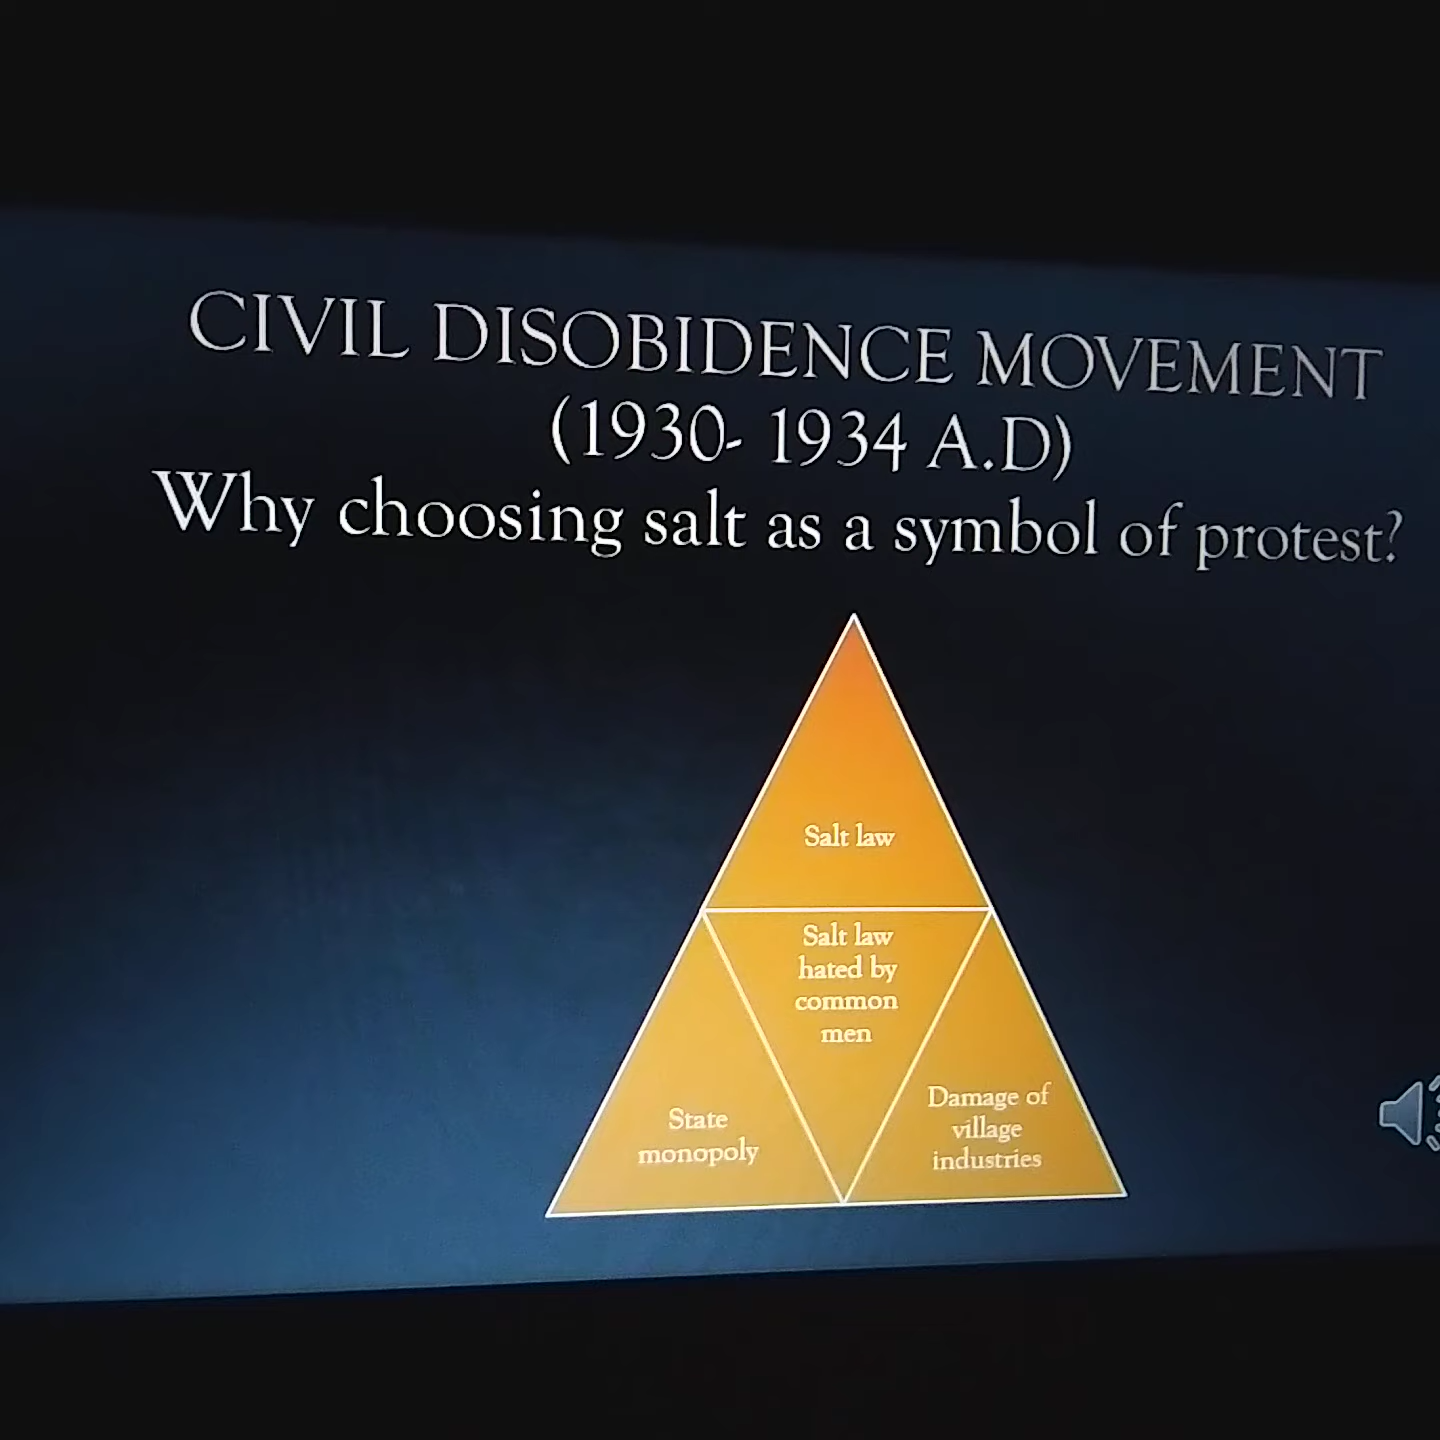 CIVIL DISOBIDENCE MOVEMENT
(1930- 1934 A.D)
Why choosing salt as a symbol of protest?
Salt law
Salt law
hated by
common
men
State
monopoly
Damage of
village
industries